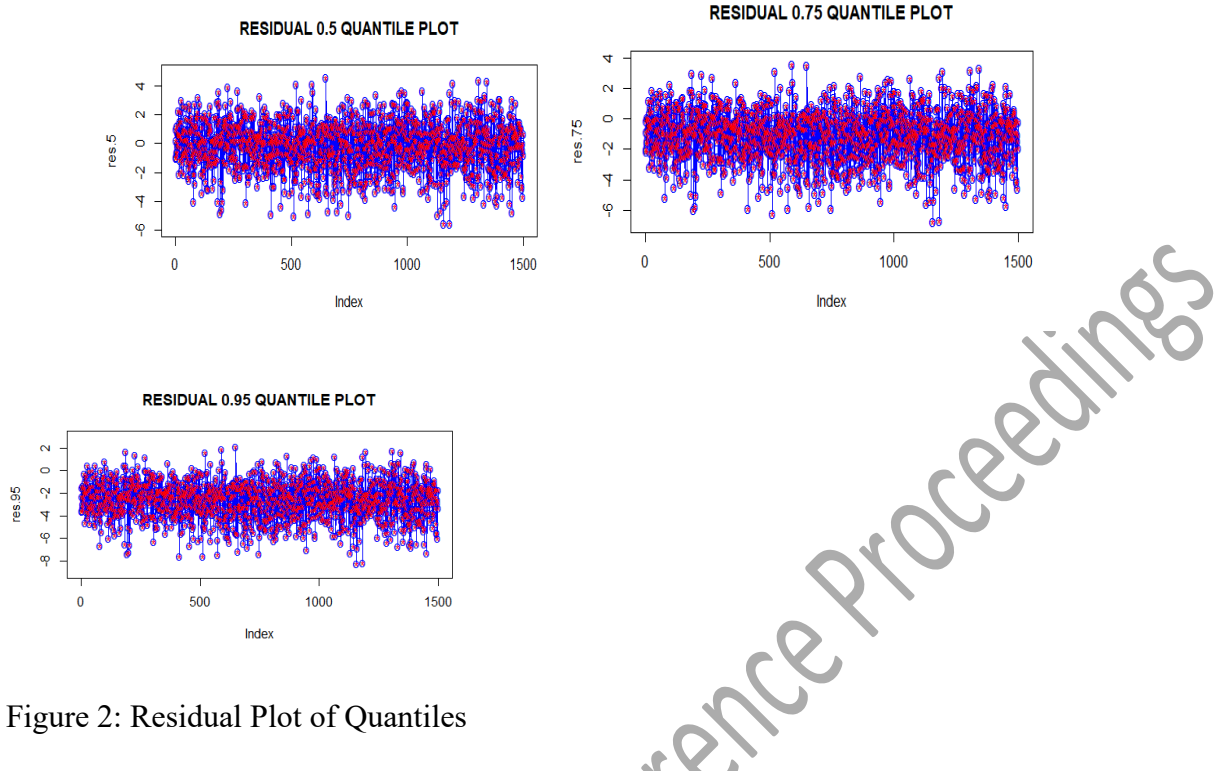 RESIDUAL 0.5 QUANTILE PLOT
res.5
4
2
0
-2
-4
-6
0 500 1000 1500
Index
RESIDUAL 0.75 QUANTILE PLOT
res.75
4
2
0
-2
-4
-6
0 500 1000 1500
Index
RESIDUAL 0.95 QUANTILE PLOT
res.95
2
0
-2
-4
-6
-8
0 500 1000 1500
Index
Figure 2: Residual Plot of Quantiles
rence Proceedings